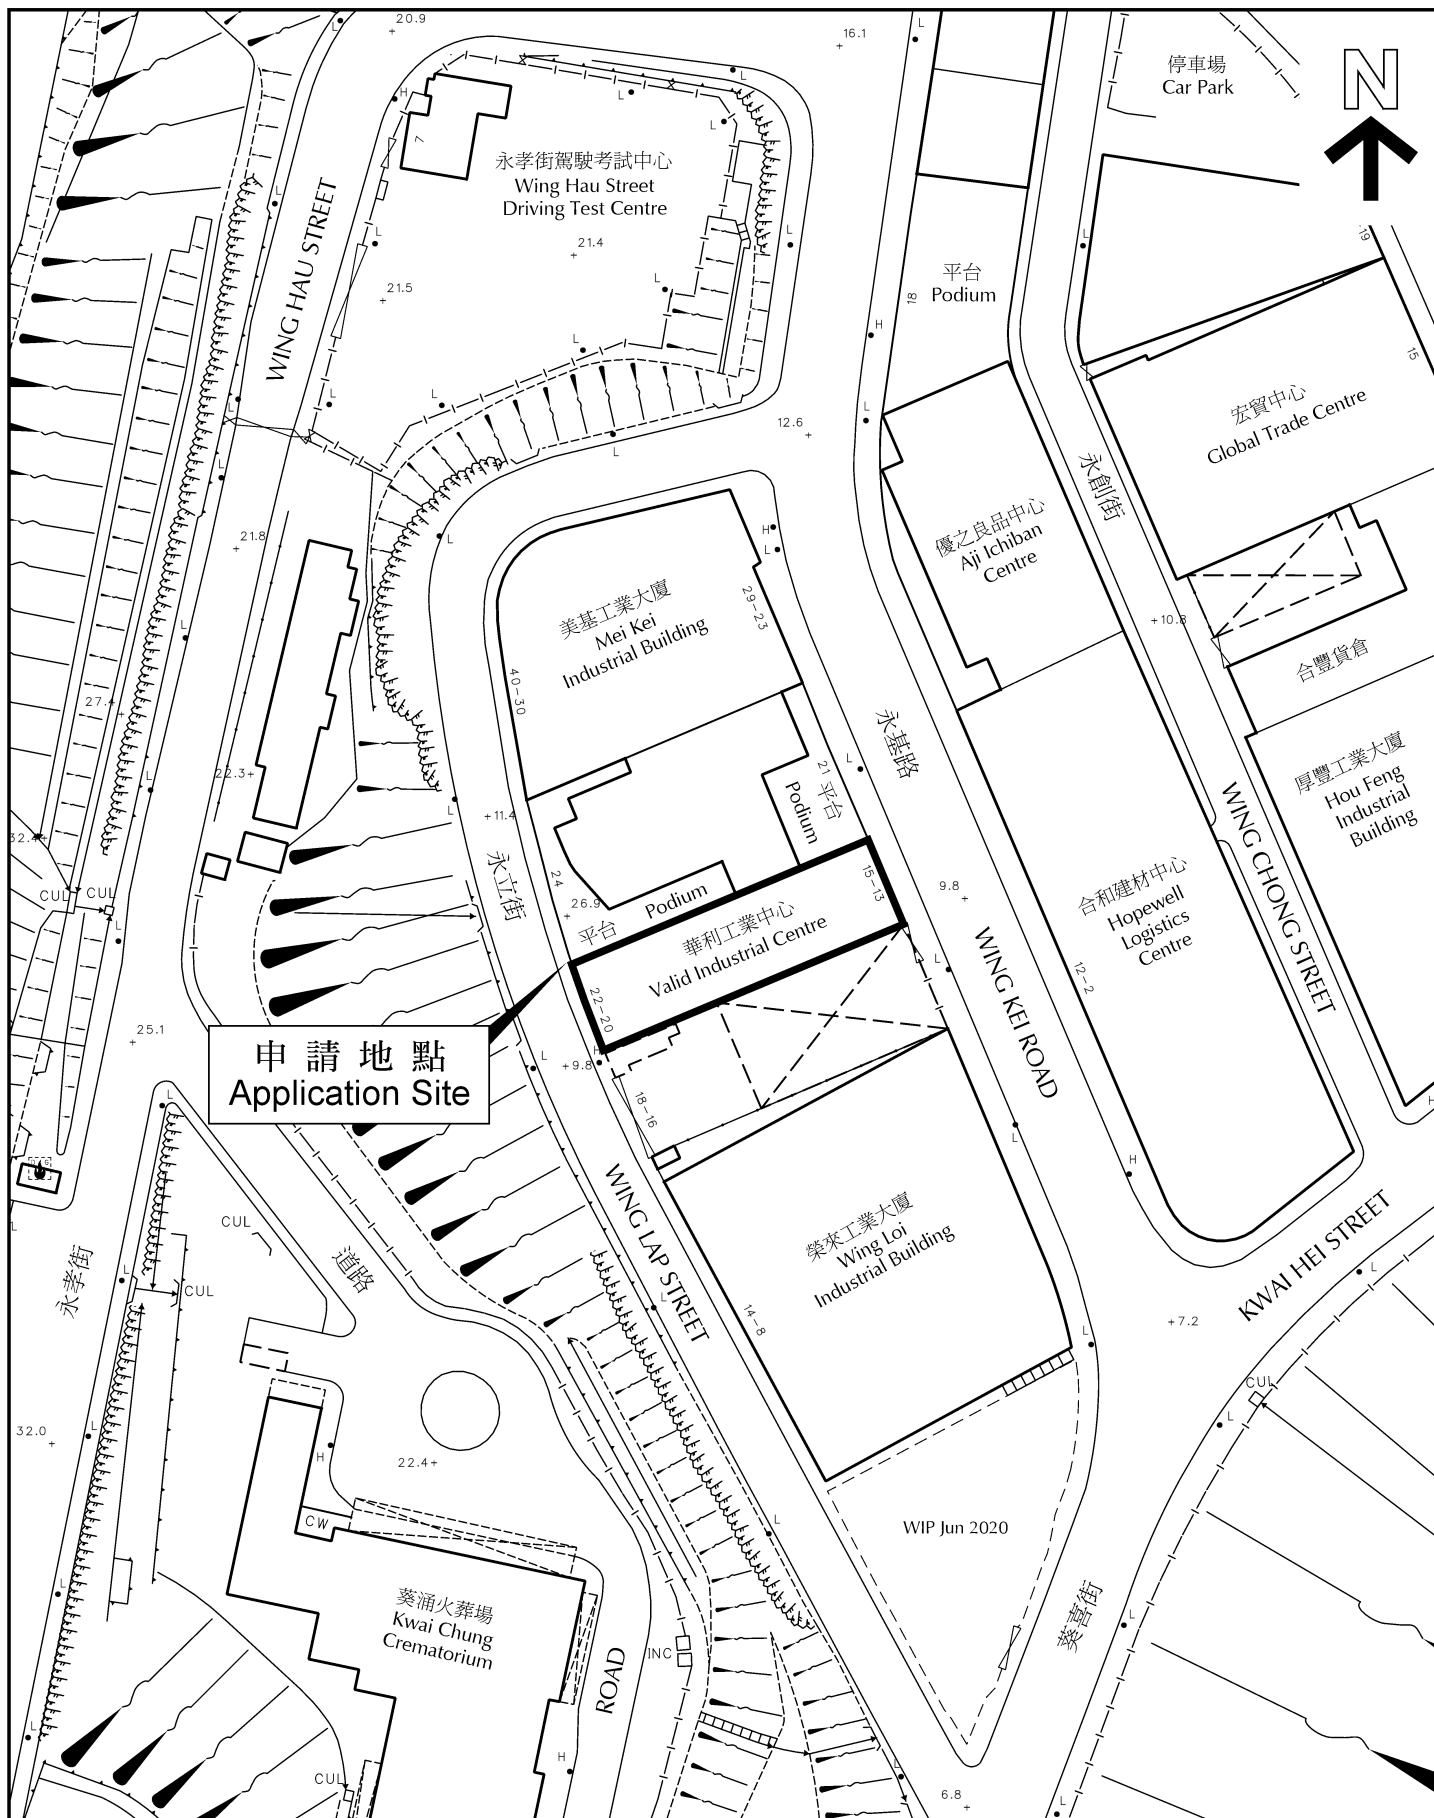 20.9
16.1
停車場
Car Park
N
7
永孝街駕駛考試中心
Wing Hau Street
Driving Test Centre
21.4
21.5
WING HAU STREET
平台
Podium
18
19
15
宏貿中心
Global Trade Centre
12.6
永創街
21.8
優之良品中心
Aji Ichiban
Centre
美基工業大廈
Mei Kei
Industrial Building
29-23
40-30
10.8
合豐貨倉
27.4
22.3
永基路
21
平台
Podium
厚豐工業大廈
Hou Feng
Industrial
Building
WING CHONG STREET
11.4
32.4
永立街
24
26.9
平台
Podium
15-13
9.8
CUL
CUL
華利工業中心
Valid Industrial Centre
22-20
合和建材中心
Hopewell
Logistics
Centre
12-2
WING KEI ROAD
25.1
申請地點
Application Site
9.8
18-16
WING LAP STREET
榮來工業大廈
Wing Loi
Industrial Building
14-8
KWAI HEI STREET
CUL
永孝街
道路
CUL
7.2
CUL
32.0
22.4
H
CW
WIP Jun 2020
葵涌火葬場
Kwai Chung
Crematorium
葵喜街
INC
ROAD
H
CUL
6.8